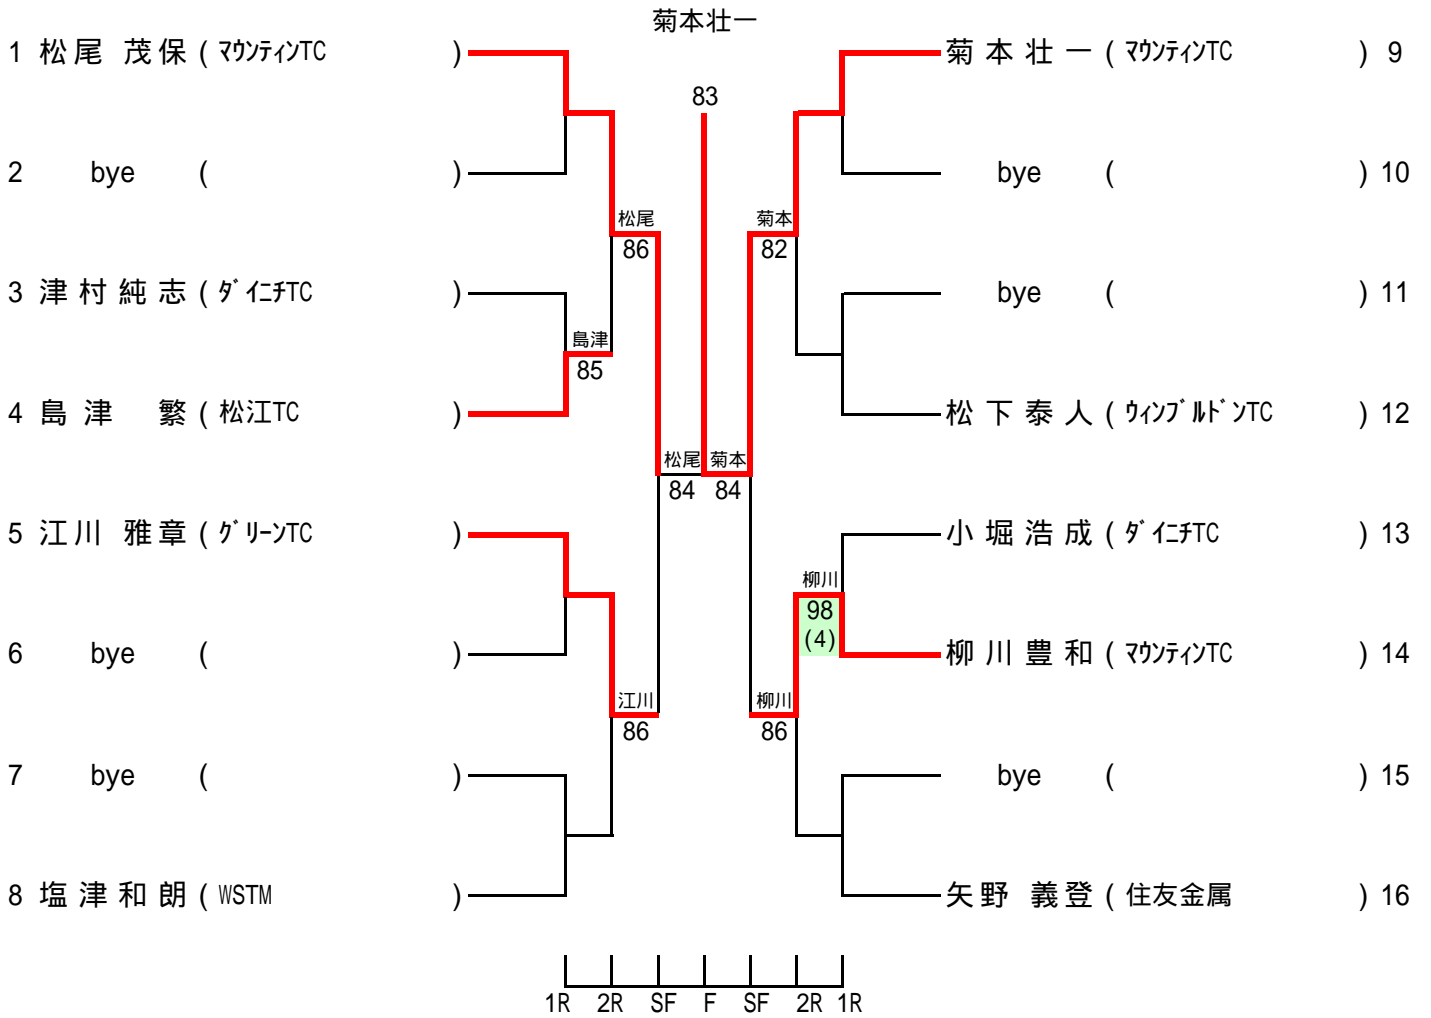 菊本壮一
1 松尾 茂保 ( ﾏｳﾝﾃｨﾝTC ) 菊本壮一 ( ﾏｳﾝﾃｨﾝTC ) 9
83
2 bye ( ) bye ( ) 10
松尾 菊本
86 82
3 津村純志 ( ﾀﾞｲﾆﾁTC ) bye ( ) 11
島津
85
4 島津 繁 ( 松江TC ) 松下泰人 ( ｳｨﾝﾌﾞﾙﾄﾞﾝTC ) 12
松尾 菊本
84 84
5 江川 雅章 ( ｸﾞﾘｰﾝTC ) 小堀浩成 ( ﾀﾞｲﾆﾁTC ) 13
柳川
98
(4)
6 bye ( ) 柳川豊和 ( ﾏｳﾝﾃｨﾝTC ) 14
江川 柳川
86 86
7 bye ( ) bye ( ) 15
8 塩津和朗 ( WSTM ) 矢野 義登 ( 住友金属 ) 16
1R 2R SF F SF 2R 1R